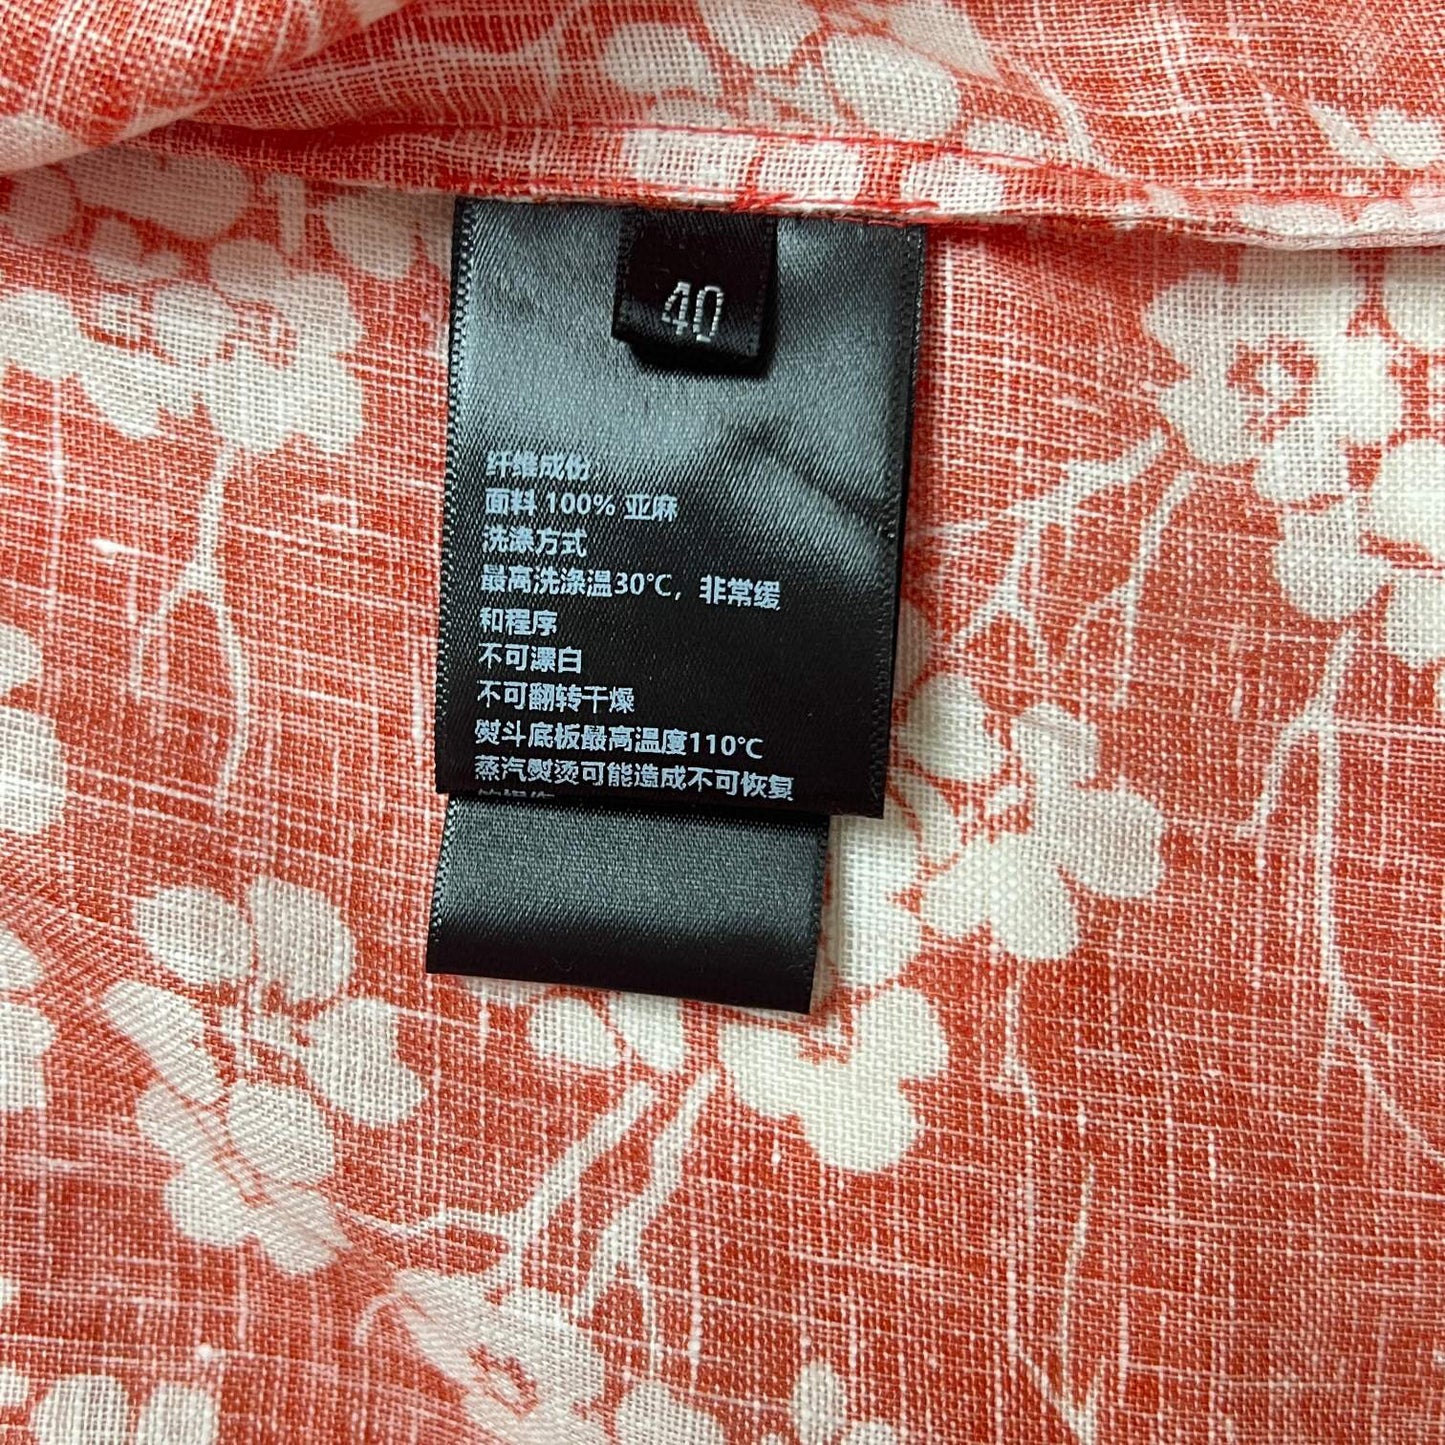 40
纤维成份
面料 100% 亚麻
洗涤方式
最高洗涤温30℃，非常缓
和程序
不可漂白
不可翻转干燥
熨斗底板最高温度110℃
蒸汽熨烫可能造成不可恢复